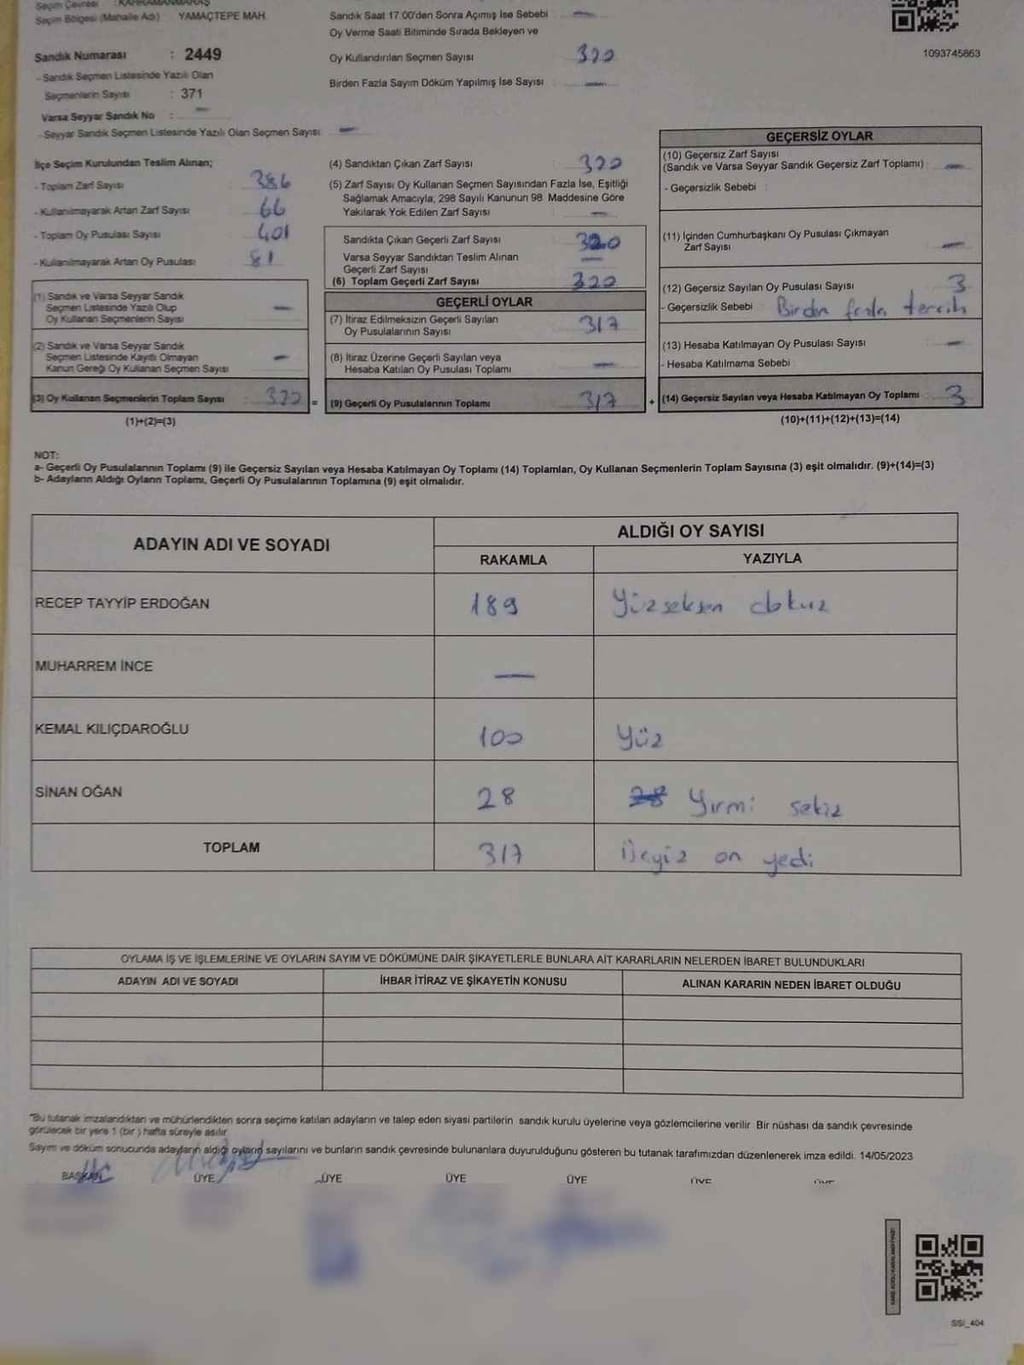 Seçim Çevresi : KAHRAMANMARAŞ
Seçim Bölgesi (Mahalle Adı) YAMAÇTEPE MAH.
Sandık Numarası : 2449
- Sandık Seçmen Listesinde Yazılı Olan
Seçmenlerin Sayısı : 371
Varsa Seyyar Sandık No : —
- Seyyar Sandık Seçmen Listesinde Yazılı Olan Seçmen Sayısı : —
Sandık Saat 17:00'den Sonra Açımış İse Sebebi —
Oy Verme Saati Bitiminde Sırada Bekleyen ve
Oy Kullandırılan Seçmen Sayısı 320
Birden Fazla Sayım Döküm Yapılmış İse Sayısı —
1093745863
İlçe Seçim Kurulundan Teslim Alınan;
- Toplam Zarf Sayısı 386
- Kullanılmayarak Artan Zarf Sayısı 66
- Toplam Oy Pusulası Sayısı 401
- Kullanılmayarak Artan Oy Pusulası 81
(1) Sandık ve Varsa Seyyar Sandık
Seçmen Listesinde Yazılı Olup
Oy Kullanan Seçmenlerin Sayısı —
(2) Sandık ve Varsa Seyyar Sandık
Seçmen Listesinde Kayıtlı Olmayan
Kanun Gereği Oy Kullanan Seçmen Sayısı —
(3) Oy Kullanan Seçmenlerin Toplam Sayısı 320 =
(1)+(2)=(3)
(4) Sandıktan Çıkan Zarf Sayısı 320
(5) Zarf Sayısı Oy Kullanan Seçmen Sayısından Fazla İse, Eşitliği
Sağlamak Amacıyla, 298 Sayılı Kanunun 98. Maddesine Göre
Yakılarak Yok Edilen Zarf Sayısı —
Sandıkta Çıkan Geçerli Zarf Sayısı 320
Varsa Seyyar Sandıktan Teslim Alınan
Geçerli Zarf Sayısı —
(6) Toplam Geçerli Zarf Sayısı 320
GEÇERLİ OYLAR
(7) İtiraz Edilmeksizin Geçerli Sayılan
Oy Pusulalarının Sayısı 317
(8) İtiraz Üzerine Geçerli Sayılan veya
Hesaba Katılan Oy Pusulası Toplamı —
(9) Geçerli Oy Pusulalarının Toplamı 317 +
GEÇERSİZ OYLAR
(10) Geçersiz Zarf Sayısı
(Sandık ve Varsa Seyyar Sandık Geçersiz Zarf Toplamı) —
- Geçersizlik Sebebi :
(11) İçinden Cumhurbaşkanı Oy Pusulası Çıkmayan
Zarf Sayısı —
(12) Geçersiz Sayılan Oy Pusulası Sayısı 3
- Geçersizlik Sebebi : Birden fazla tercih
(13) Hesaba Katılmayan Oy Pusulası Sayısı —
- Hesaba Katılmama Sebebi :
(14) Geçersiz Sayılan veya Hesaba Katılmayan Oy Toplamı : 3
(10)+(11)+(12)+(13)=(14)
NOT:
a- Geçerli Oy Pusulalarının Toplamı (9) ile Geçersiz Sayılan veya Hesaba Katılmayan Oy Toplamı (14) Toplamları, Oy Kullanan Seçmenlerin Toplam Sayısına (3) eşit olmalıdır. (9)+(14)=(3)
b- Adayların Aldığı Oyların Toplamı, Geçerli Oy Pusulalarının Toplamına (9) eşit olmalıdır.
ADAYIN ADI VE SOYADI ALDIĞI OY SAYISI
RAKAMLA YAZIYLA
RECEP TAYYİP ERDOĞAN 189 Yüzseksen dokuz
MUHARREM İNCE —
KEMAL KILIÇDAROĞLU 100 Yüz
SİNAN OĞAN 28 28 Yirmi sekiz
TOPLAM 317 Üçyüz on yedi
OYLAMA İŞ VE İŞLEMLERİNE VE OYLARIN SAYIM VE DÖKÜMÜNE DAİR ŞİKAYETLERLE BUNLARA AİT KARARLARIN NELERDEN İBARET BULUNDUKLARI
ADAYIN ADI VE SOYADI İHBAR İTİRAZ VE ŞİKAYETİN KONUSU ALINAN KARARIN NEDEN İBARET OLDUĞU
*Bu tutanak imzalandıktan ve mühürlendikten sonra seçime katılan adayların ve talep eden siyasi partilerin sandık kurulu üyelerine veya gözlemcilerine verilir. Bir nüshası da sandık çevresinde
görülecek bir yere 1 (bir ) hafta süreyle asılır.
Sayım ve döküm sonucunda adayların aldığı oyların sayılarını ve bunların sandık çevresinde bulunanlara duyurulduğunu gösteren bu tutanak tarafımızdan düzenlenerek imza edildi. 14/05/2023
BAŞKAN ÜYE ÜYE ÜYE ÜYE ÜYE ÜYE
SSI_404